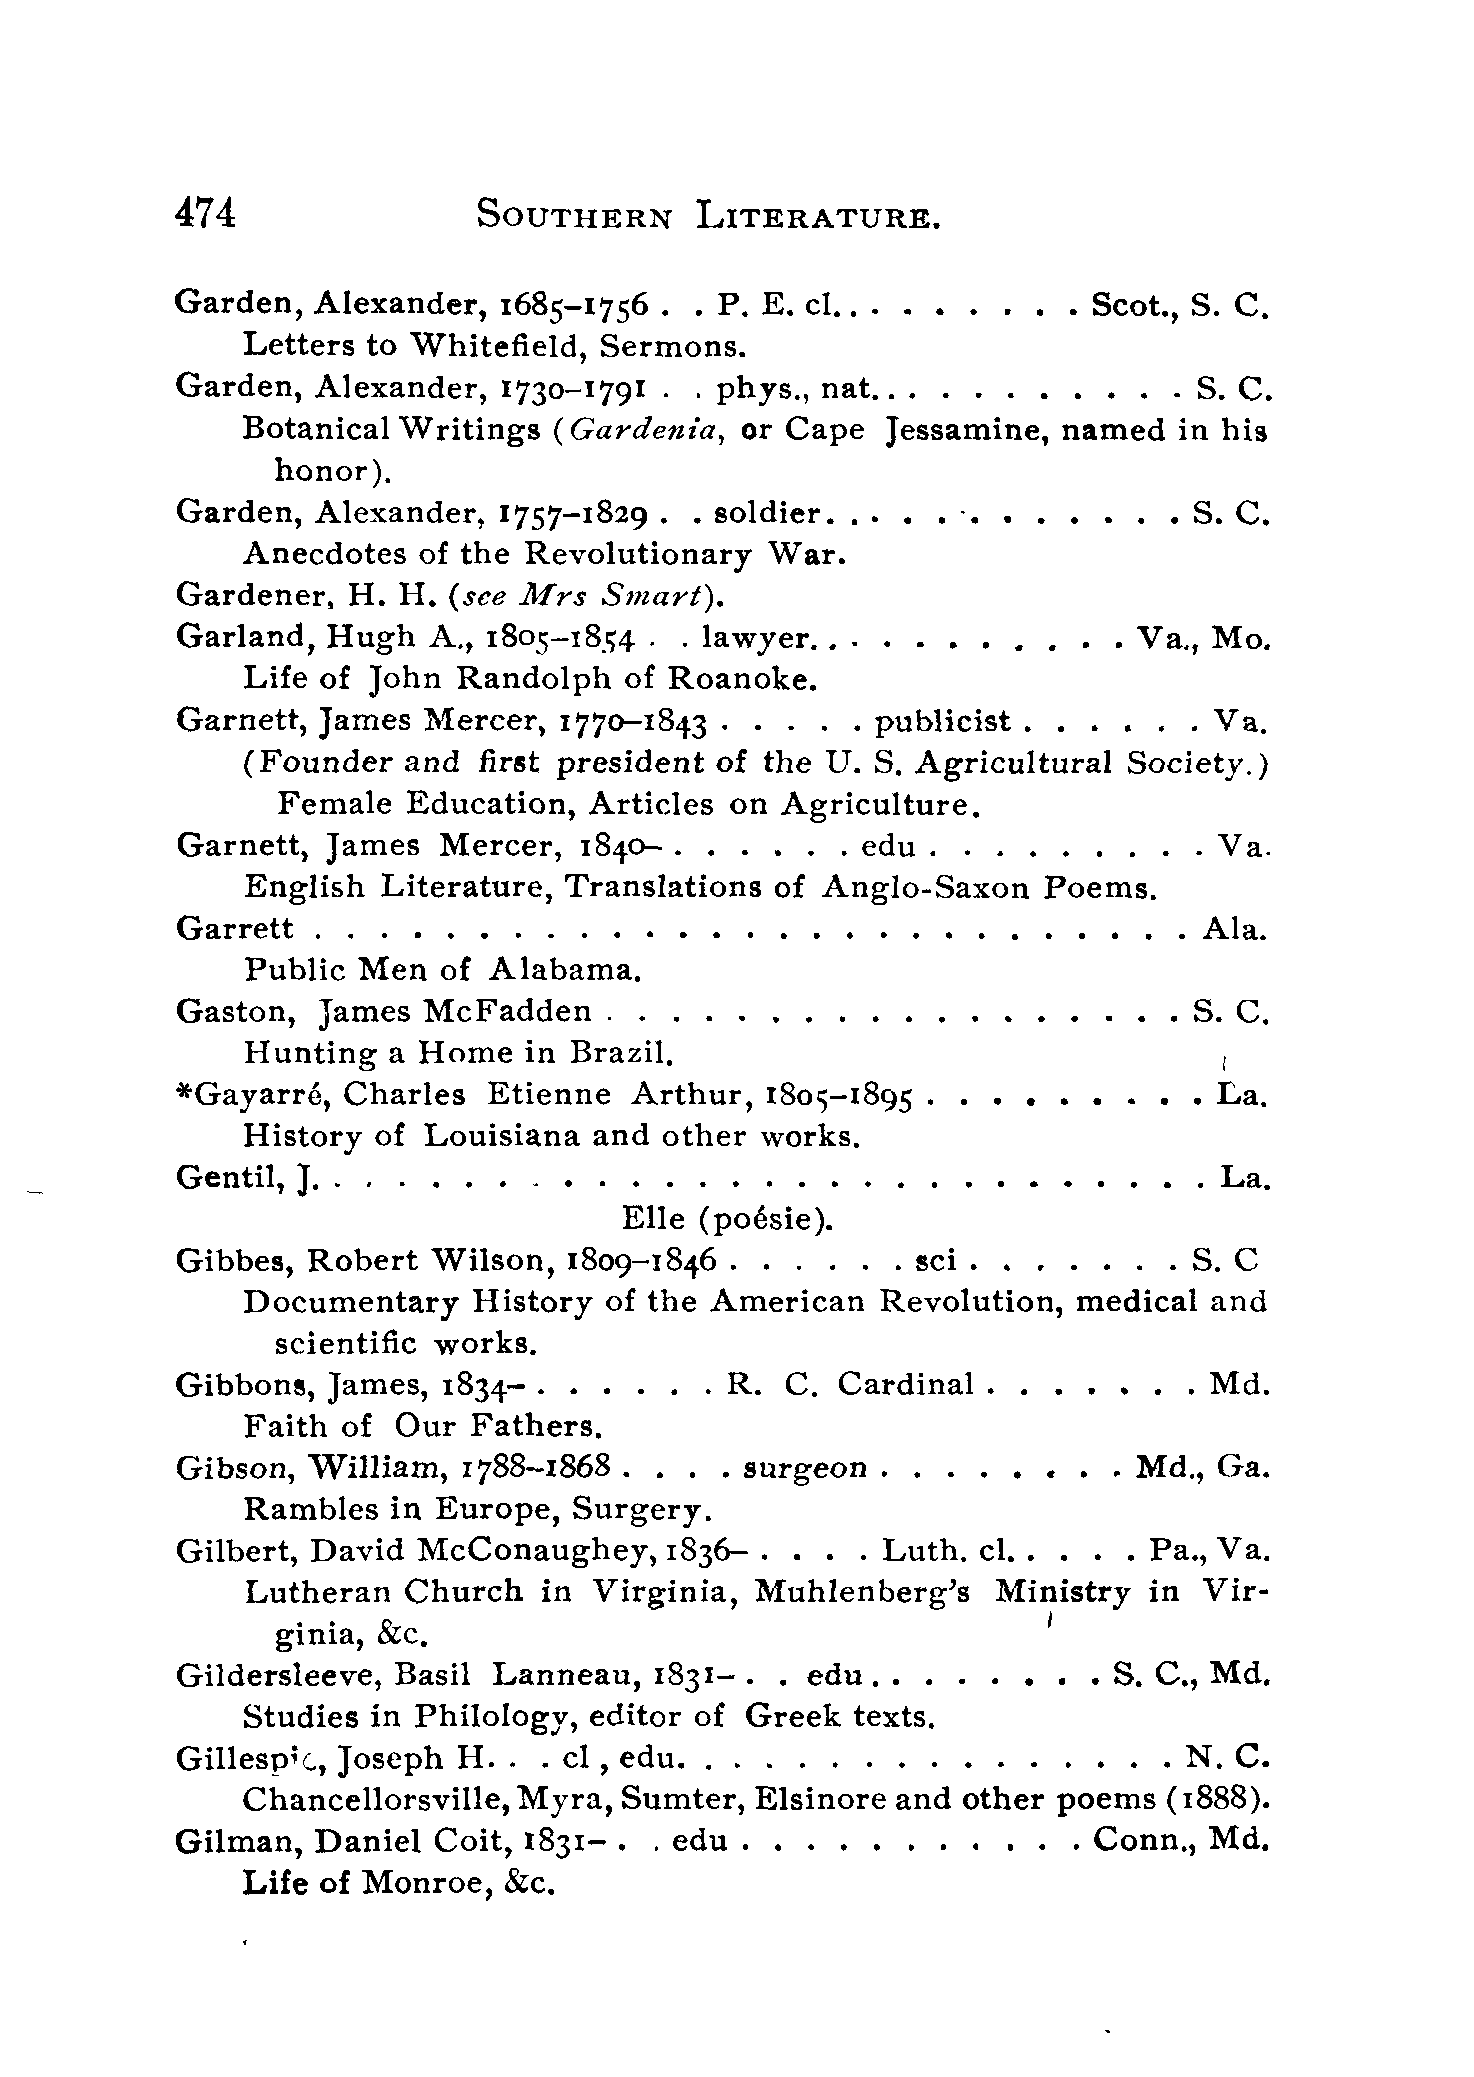 474 SOUTHERN LITERATURE.
Garden, Alexander, 1685–1756 . . P. E. cl. . . . . . . . . Scot., S. C.
Letters to Whitefield, Sermons.
Garden, Alexander, 1730–1791 . . phys., nat. . . . . . . . . . . S. C.
Botanical Writings (Gardenia, or Cape Jessamine, named in his
honor).
Garden, Alexander, 1757–1829 . . soldier. . . . . . . . . . . . S. C.
Anecdotes of the Revolutionary War.
Gardener, H. H. (see Mrs Smart).
Garland, Hugh A., 1805–1854 . . lawyer. . . . . . . . . . . Va., Mo.
Life of John Randolph of Roanoke.
Garnett, James Mercer, 1770–1843 . . . . . publicist . . . . . . Va.
(Founder and first president of the U. S. Agricultural Society.)
Female Education, Articles on Agriculture.
Garnett, James Mercer, 1840– . . . . . . edu . . . . . . . . . Va.
English Literature, Translations of Anglo-Saxon Poems.
Garrett . . . . . . . . . . . . . . . . . . . . . . . . . . . Ala.
Public Men of Alabama.
Gaston, James McFadden . . . . . . . . . . . . . . . . . . S. C.
Hunting a Home in Brazil.
*Gayarré, Charles Etienne Arthur, 1805–1895 . . . . . . . . . La.
History of Louisiana and other works.
Gentil, J. . . . . . . . . . . . . . . . . . . . . . . . . . . . La.
Elle (poésie).
Gibbes, Robert Wilson, 1809–1846 . . . . . . sci . . . . . . . S. C
Documentary History of the American Revolution, medical and
scientific works.
Gibbons, James, 1834– . . . . . . R. C. Cardinal . . . . . . . Md.
Faith of Our Fathers.
Gibson, William, 1788–1868 . . . . surgeon . . . . . . . . Md., Ga.
Rambles in Europe, Surgery.
Gilbert, David McConaughey, 1836– . . . . Luth. cl. . . . . Pa., Va.
Lutheran Church in Virginia, Muhlenberg's Ministry in Vir-
ginia, &c.
Gildersleeve, Basil Lanneau, 1831– . . edu. . . . . . . . S. C., Md.
Studies in Philology, editor of Greek texts.
Gillespie, Joseph H. . . cl , edu. . . . . . . . . . . . . . . . N. C.
Chancellorsville, Myra, Sumter, Elsinore and other poems (1888).
Gilman, Daniel Coit, 1831– . . edu . . . . . . . . . . . Conn., Md.
Life of Monroe, &c.